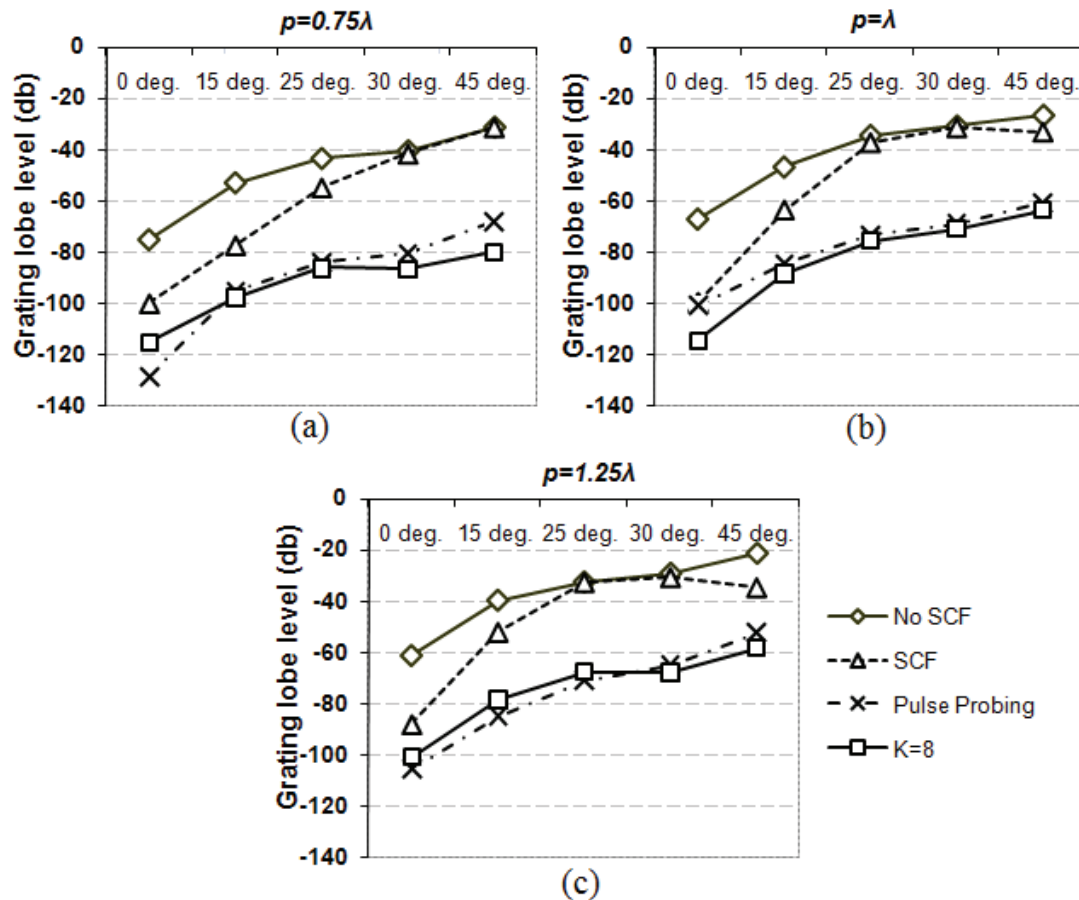 p=0.75λ
Grating lobe level (db)
0
-20
-40
-60
-80
-100
-120
-140
0 deg. 15 deg. 25 deg. 30 deg. 45 deg.
(a)
p=λ
Grating lobe level (db)
0
-20
-40
-60
-80
-100
-120
-140
0 deg. 15 deg. 25 deg. 30 deg. 45 deg.
(b)
p=1.25λ
Grating lobe level (db)
0
-20
-40
-60
-80
-100
-120
-140
0 deg. 15 deg. 25 deg. 30 deg. 45 deg.
(c)
No SCF
SCF
Pulse Probing
K=8